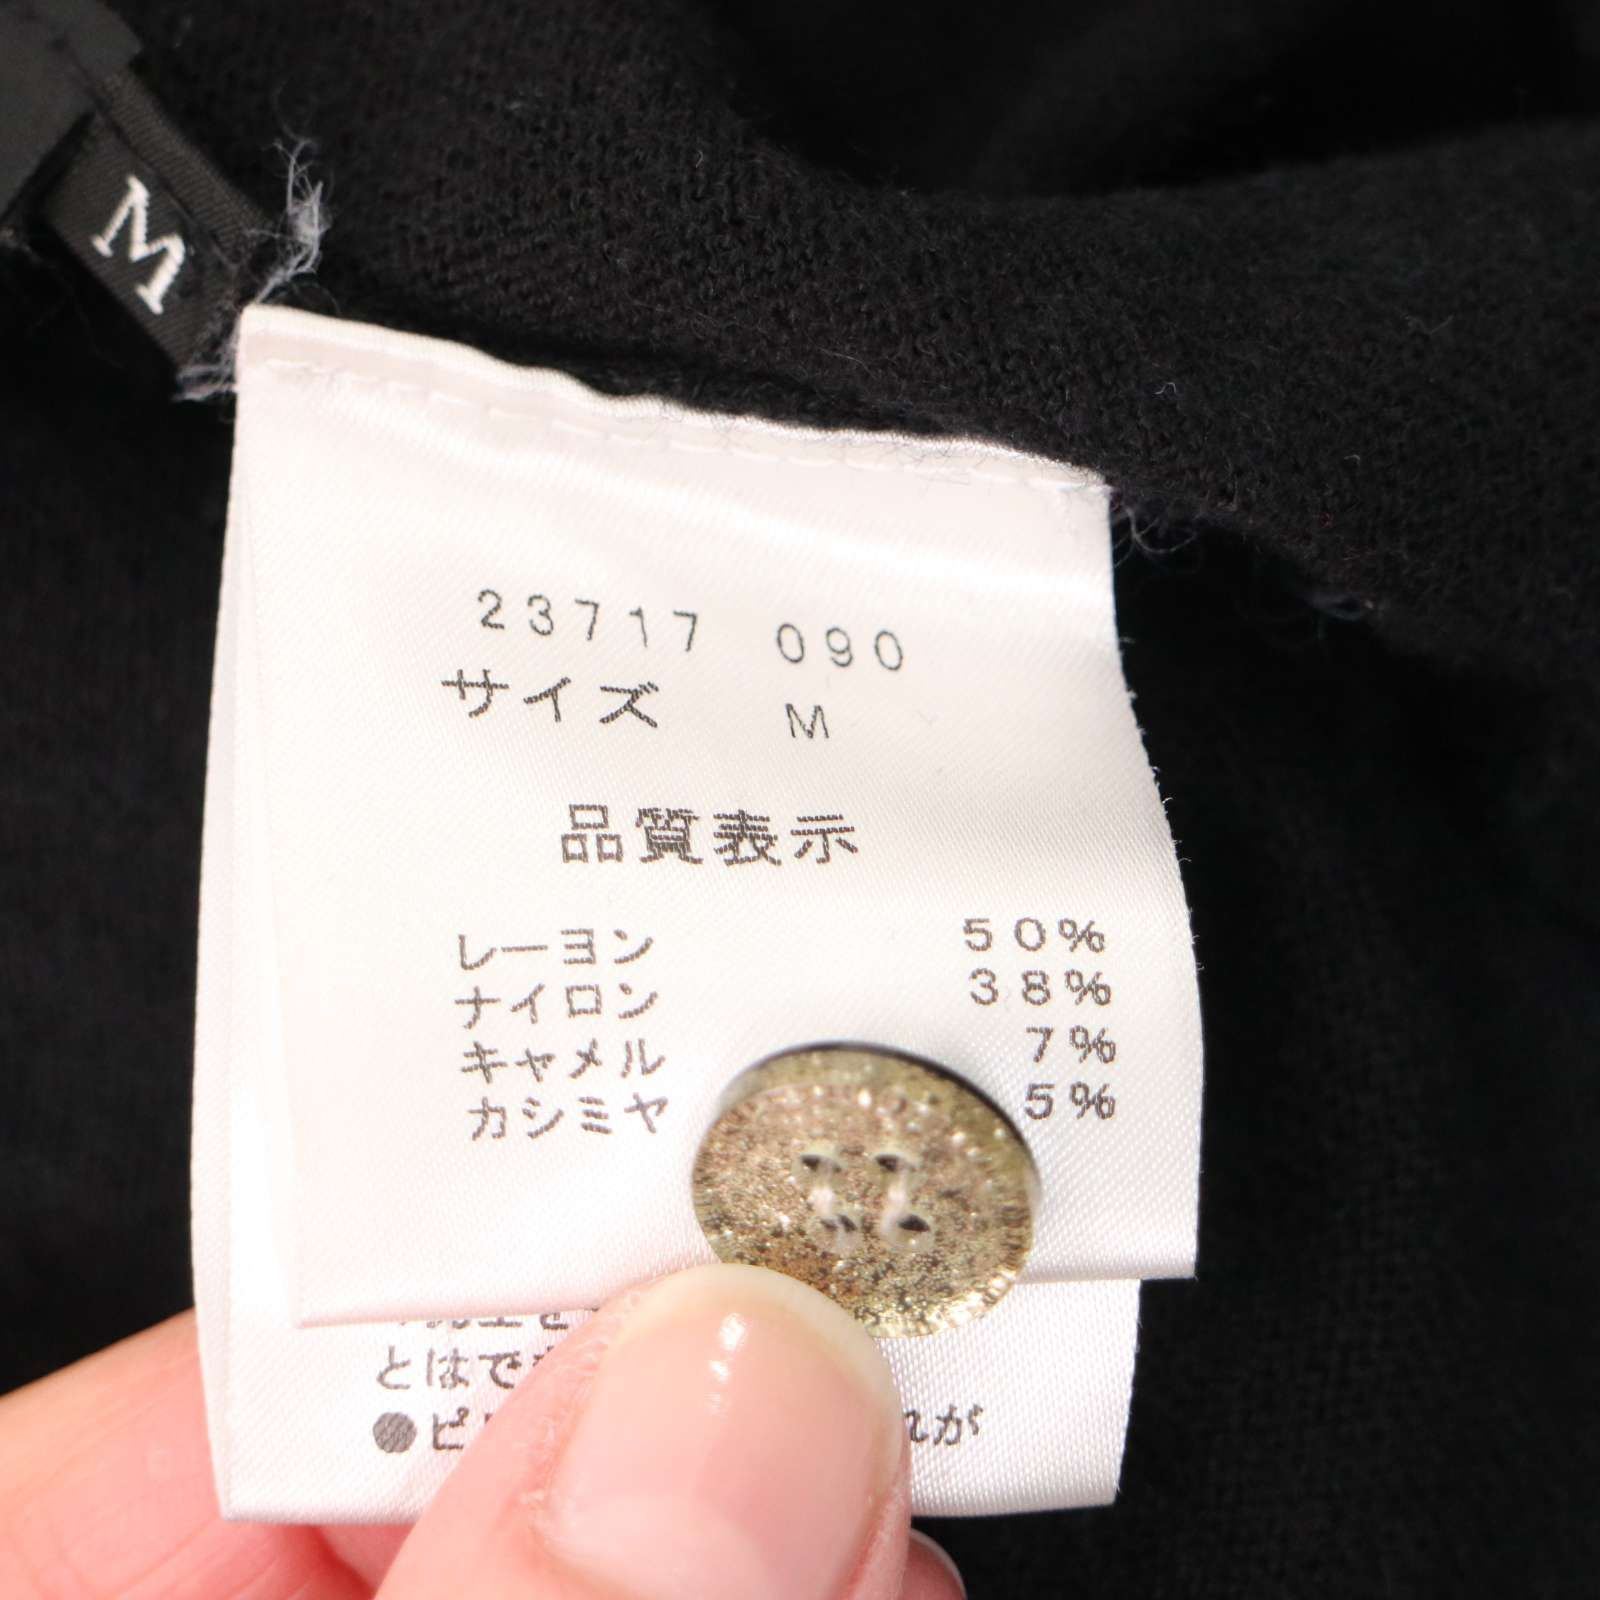 M
23717 090
サイズ M
品質表示
レーヨン 50%
ナイロン 38%
キャメル 7%
カシミヤ 5%
とはで
●ピ れが